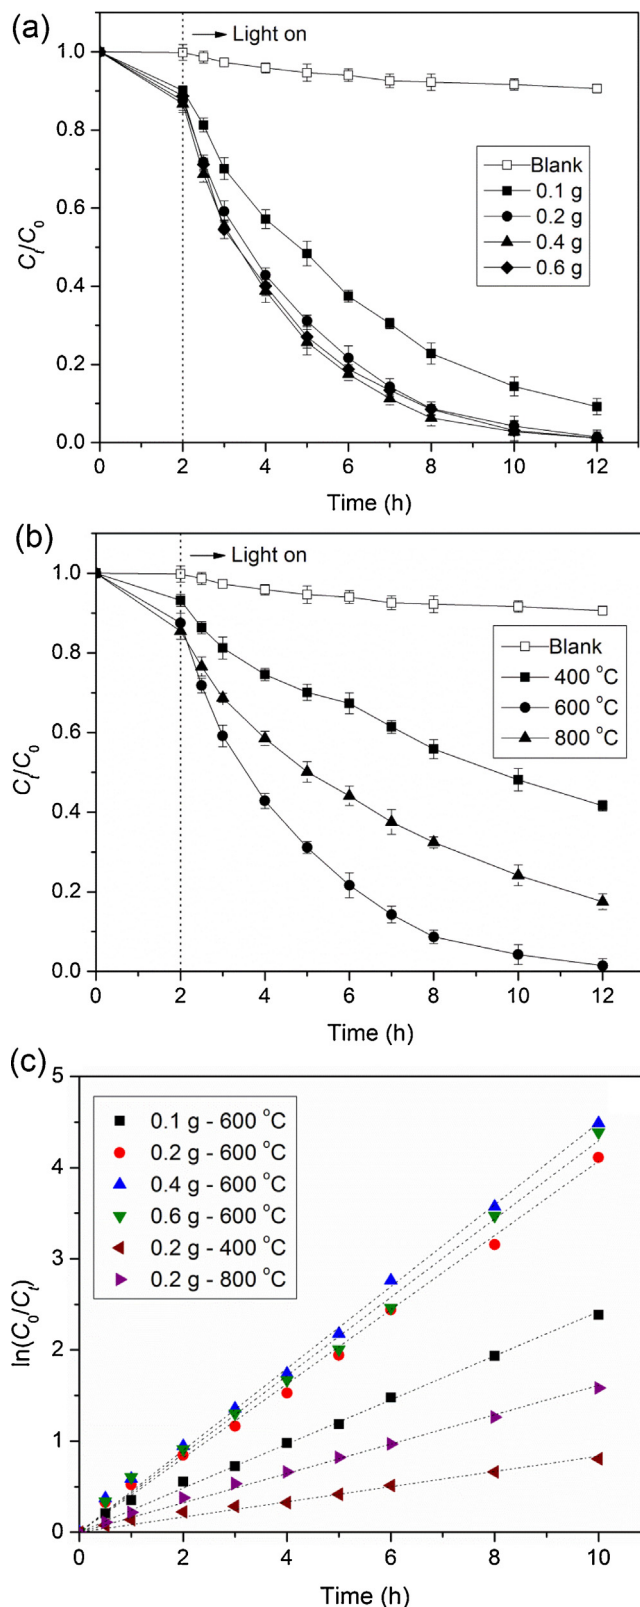 (a)
Light on
1.0
0.8
0.6
0.4
0.2
0.0
Cₜ/C₀
Blank
0.1 g
0.2 g
0.4 g
0.6 g
0 2 4 6 8 10 12
Time (h)
(b)
Light on
1.0
0.8
0.6
0.4
0.2
0.0
Cₜ/C₀
Blank
400 °C
600 °C
800 °C
0 2 4 6 8 10 12
Time (h)
(c)
5
4
3
2
1
0
ln(C₀/Cₜ)
0.1 g - 600 °C
0.2 g - 600 °C
0.4 g - 600 °C
0.6 g - 600 °C
0.2 g - 400 °C
0.2 g - 800 °C
0 2 4 6 8 10
Time (h)